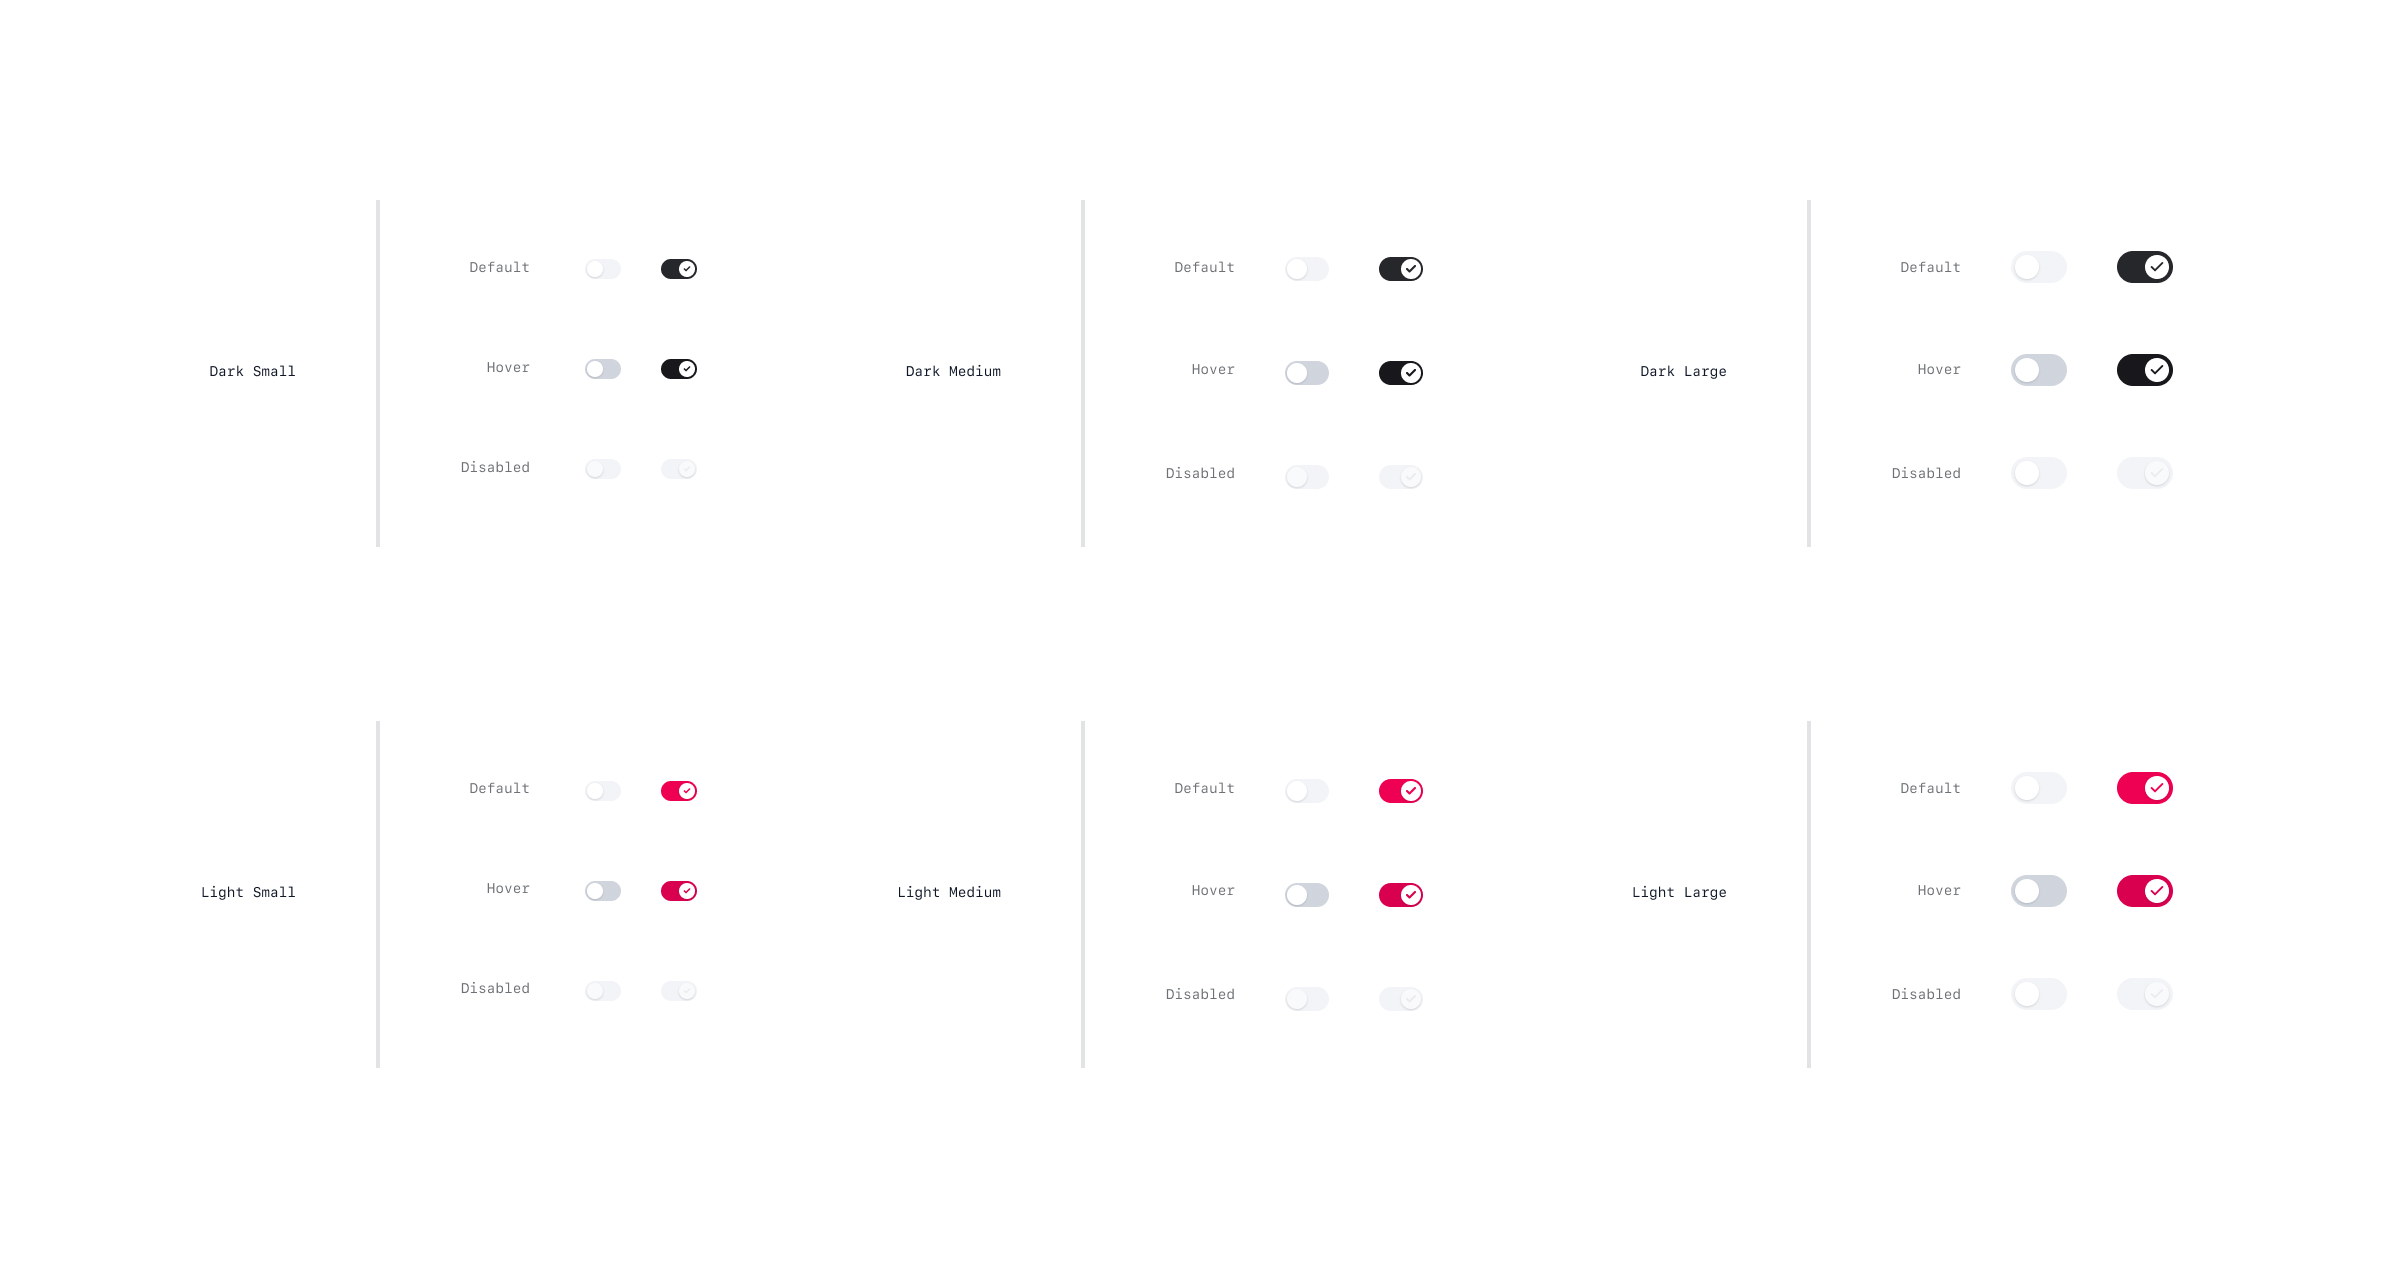 Dark Small
Default
Hover
Disabled
Dark Medium
Default
Hover
Disabled
Dark Large
Default
Hover
Disabled
Light Small
Default
Hover
Disabled
Light Medium
Default
Hover
Disabled
Light Large
Default
Hover
Disabled